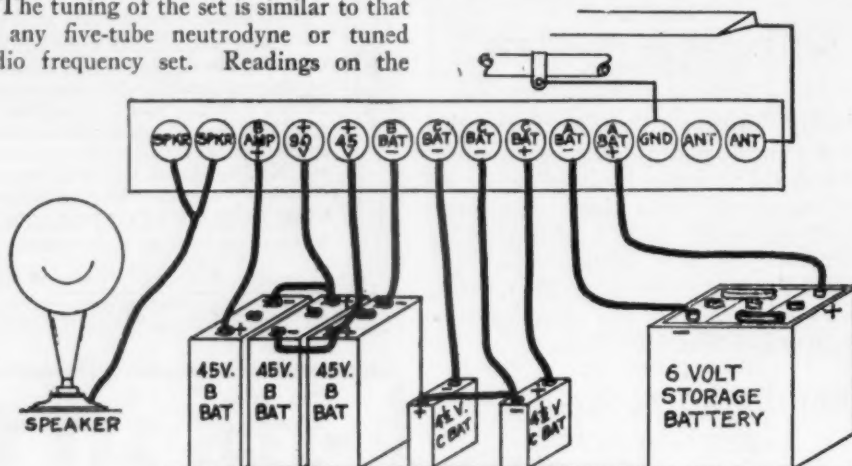 The tuning of the set is similar to that
any five-tube neutrodyne or tuned
dio frequency set. Readings on the
SPKR
SPKR
B
AMP
+
+
90
V
+
45
V
B
BAT
-
C
BAT
-
C
BAT
-
C
BAT
+
A
BAT
-
A
BAT
+
GND
ANT
ANT
SPEAKER
+
-
-
+
-
45V.
B
BAT
45V.
B
BAT
45V.
B
BAT
+
-
4½ V.
C BAT
-
+
4½ V
C BAT
-
+
6 VOLT
STORAGE
BATTERY